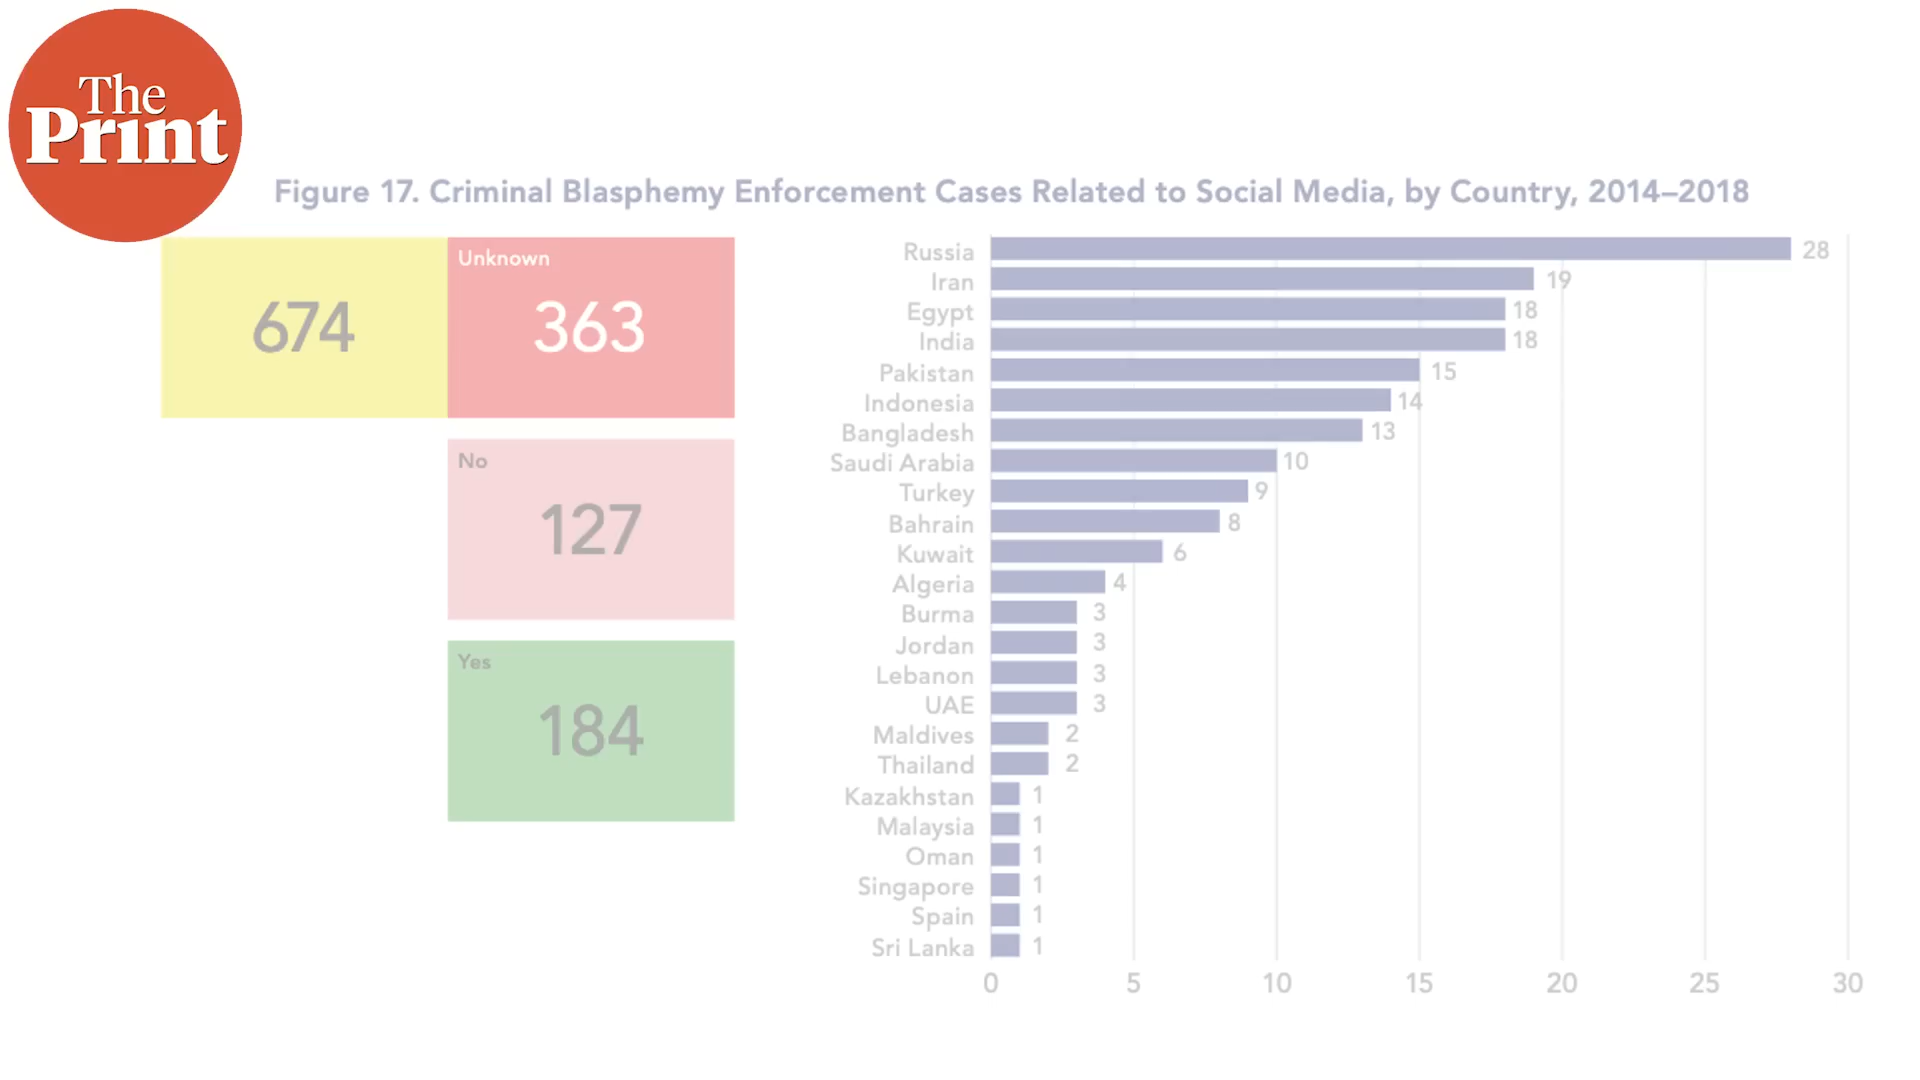 The
Print
Figure 17. Criminal Blasphemy Enforcement Cases Related to Social Media, by Country, 2014–2018
674
Unknown
363
No
127
Yes
184
Russia 28
Iran 19
Egypt 18
India 18
Pakistan 15
Indonesia 14
Bangladesh 13
Saudi Arabia 10
Turkey 9
Bahrain 8
Kuwait 6
Algeria 4
Burma 3
Jordan 3
Lebanon 3
UAE 3
Maldives 2
Thailand 2
Kazakhstan 1
Malaysia 1
Oman 1
Singapore 1
Spain 1
Sri Lanka 1
0 5 10 15 20 25 30